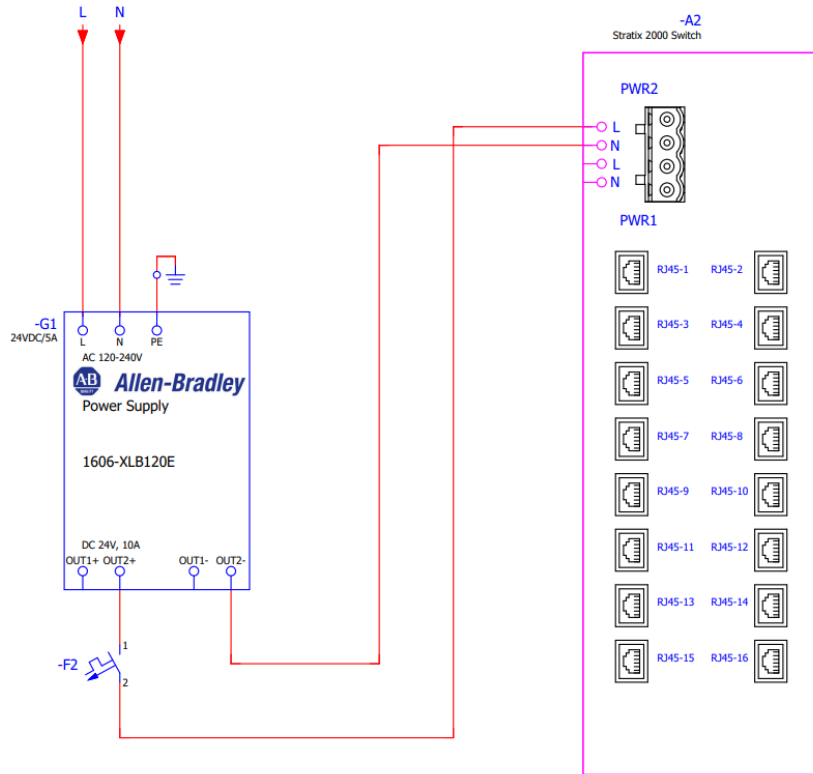 L N
-A2
Stratix 2000 Switch
PWR2
L
N
L
N
PWR1
RJ45-1 RJ45-2
-G1
24VDC/5A
L N PE
AC 120-240V
AB Allen-Bradley
Power Supply
RJ45-3 RJ45-4
RJ45-5 RJ45-6
RJ45-7 RJ45-8
1606-XLB120E
RJ45-9 RJ45-10
DC 24V, 10A
OUT1+ OUT2+ OUT1- OUT2-
RJ45-11 RJ45-12
RJ45-13 RJ45-14
-F2
1
2
RJ45-15 RJ45-16